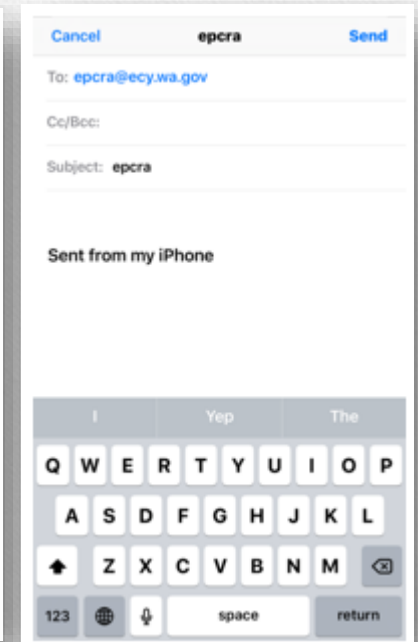 Cancel epcra Send
To: epcra@ecy.wa.gov
Cc/Bcc:
Subject: epcra
Sent from my iPhone
I Yep The
Q W E R T Y U I O P
A S D F G H J K L
Z X C V B N M
123 space return